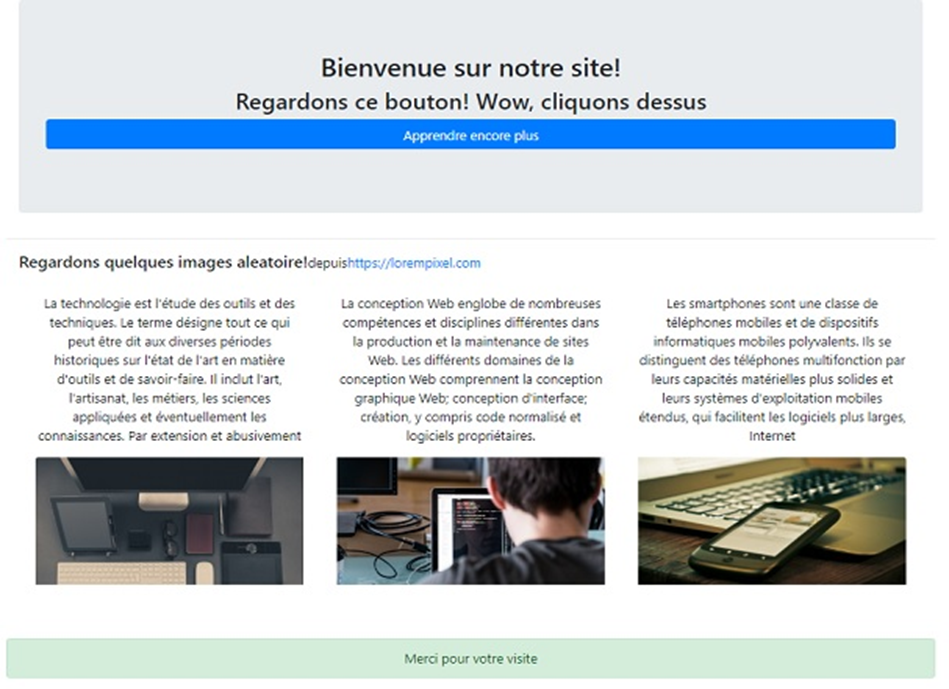 Bienvenue sur notre site!
Regardons ce bouton! Wow, cliquons dessus
Apprendre encore plus
Regardons quelques images aleatoire!depuishttps://lorempixel.com
La technologie est l'étude des outils et des
techniques. Le terme désigne tout ce qui
peut être dit aux diverses périodes
historiques sur l'état de l'art en matière
d'outils et de savoir-faire. Il inclut l'art,
l'artisanat, les métiers, les sciences
appliquées et éventuellement les
connaissances. Par extension et abusivement
La conception Web englobe de nombreuses
compétences et disciplines différentes dans
la production et la maintenance de sites
Web. Les différents domaines de la
conception Web comprennent la conception
graphique Web; conception d'interface;
création, y compris code normalisé et
logiciels propriétaires.
Les smartphones sont une classe de
téléphones mobiles et de dispositifs
informatiques mobiles polyvalents. Ils se
distinguent des téléphones multifonction par
leurs capacités matérielles plus solides et
leurs systèmes d'exploitation mobiles
étendus, qui facilitent les logiciels plus larges,
Internet
Merci pour votre visite